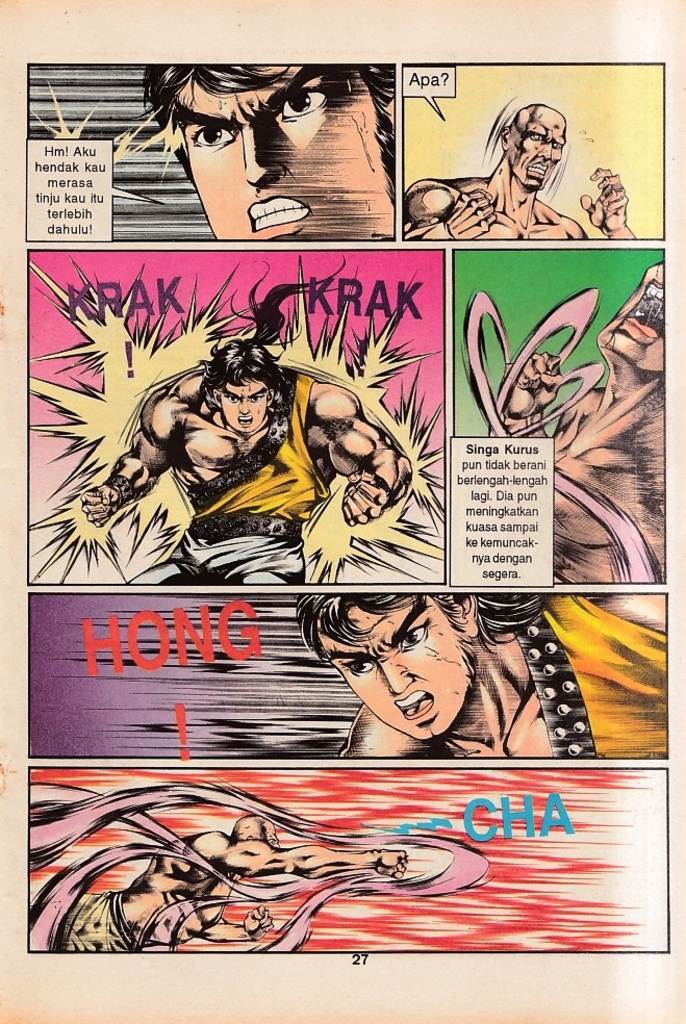 Hm! Aku
hendak kau
merasa
tinju kau itu
terlebih
dahulu!
Apa?
KRAK
!
KRAK
!
Singa Kurus
pun tidak berani
berlengah-lengah
lagi. Dia pun
meningkatkan
kuasa sampai
ke kemuncak-
nya dengan
segera.
HONG
!
CHA
27